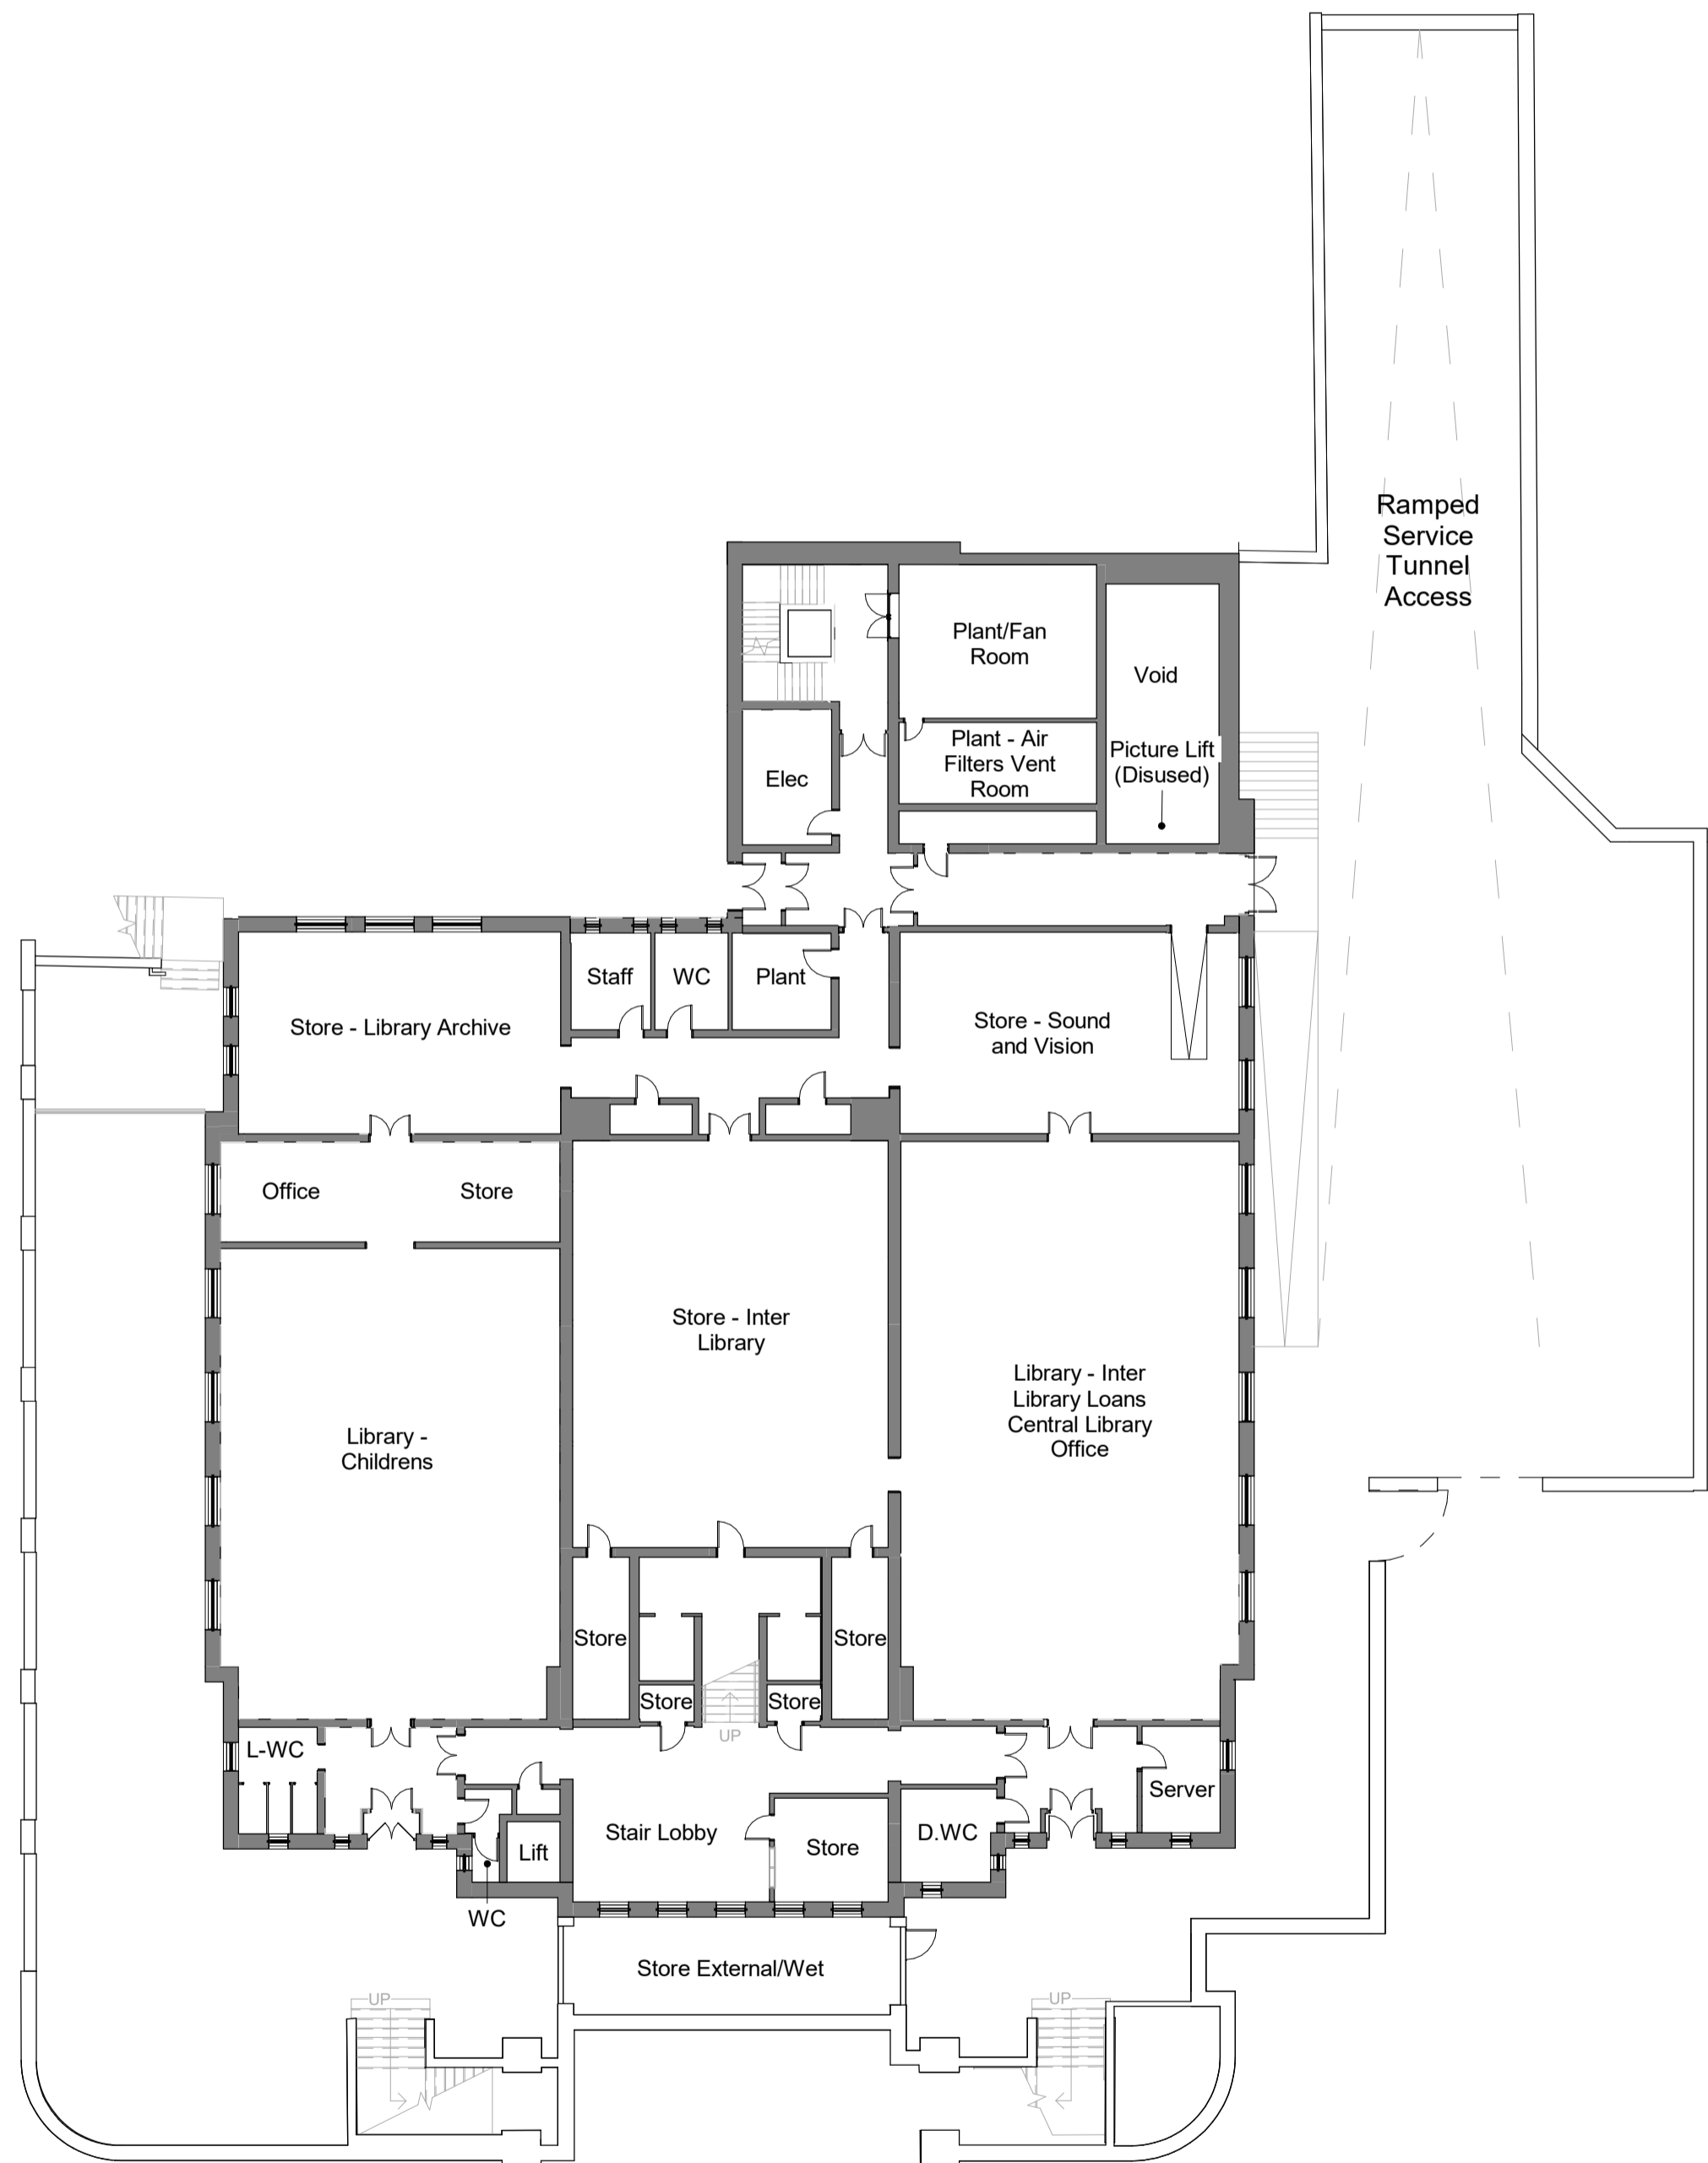 Ramped
Service
Tunnel
Access
Plant/Fan
Room
Void
Plant - Air
Filters Vent
Room
Picture Lift
(Disused)
Elec
Staff
WC
Plant
Store - Library Archive
Store - Sound
and Vision
Office
Store
Store - Inter
Library
Library - Inter
Library Loans
Central Library
Office
Library -
Childrens
Store
Store
Store
Store
UP
L-WC
Server
Stair Lobby
Store
D.WC
Lift
WC
Store External/Wet
UP
UP